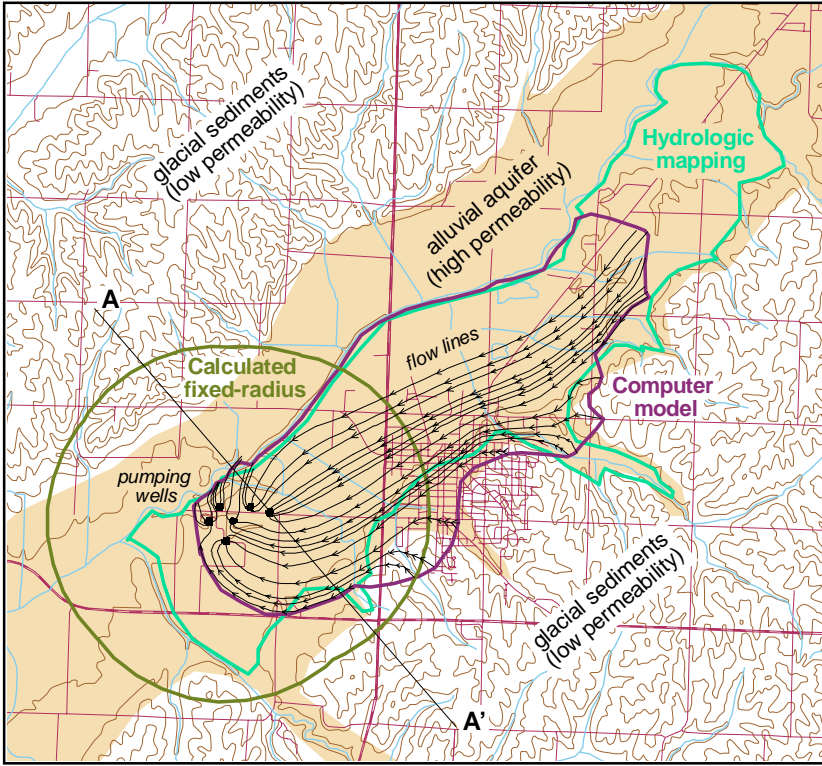 glacial sediments
(low permeability)
Hydrologic
mapping
alluvial aquifer
(high permeability)
A
flow lines
Calculated
fixed-radius
Computer
model
pumping
wells
glacial sediments
(low permeability)
A'